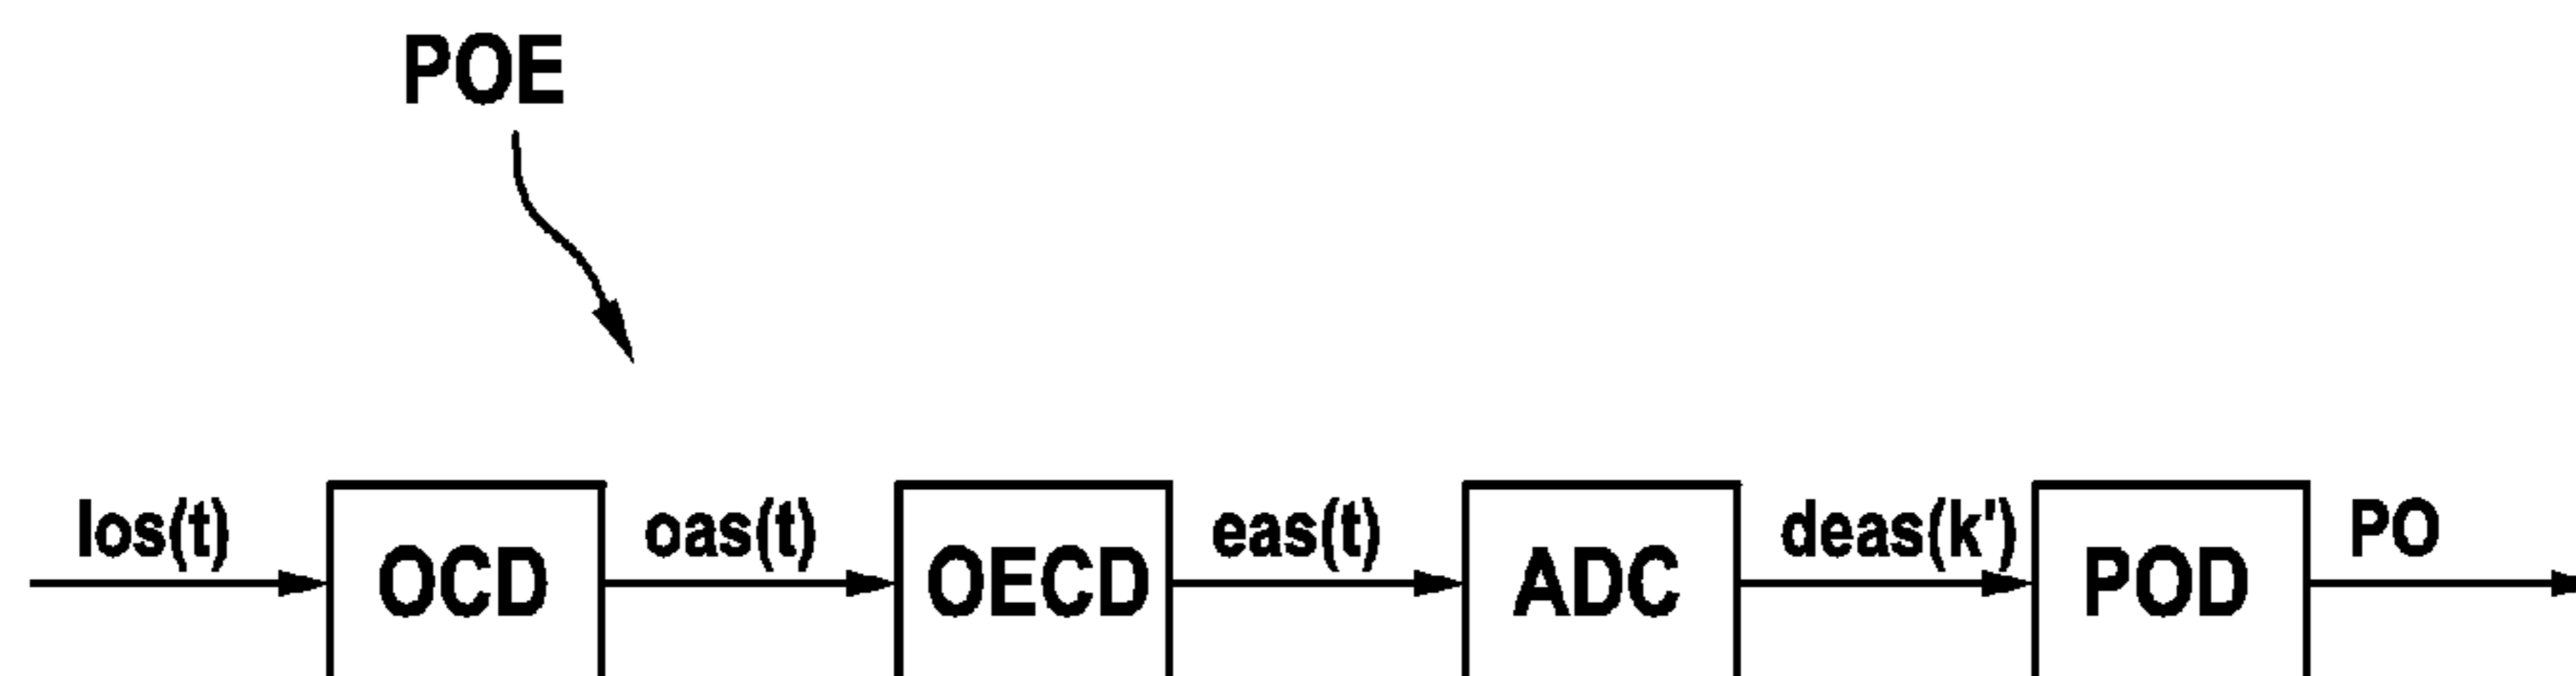 POE
los(t) oas(t) eas(t) deas(k') PO
OCD OECD ADC POD